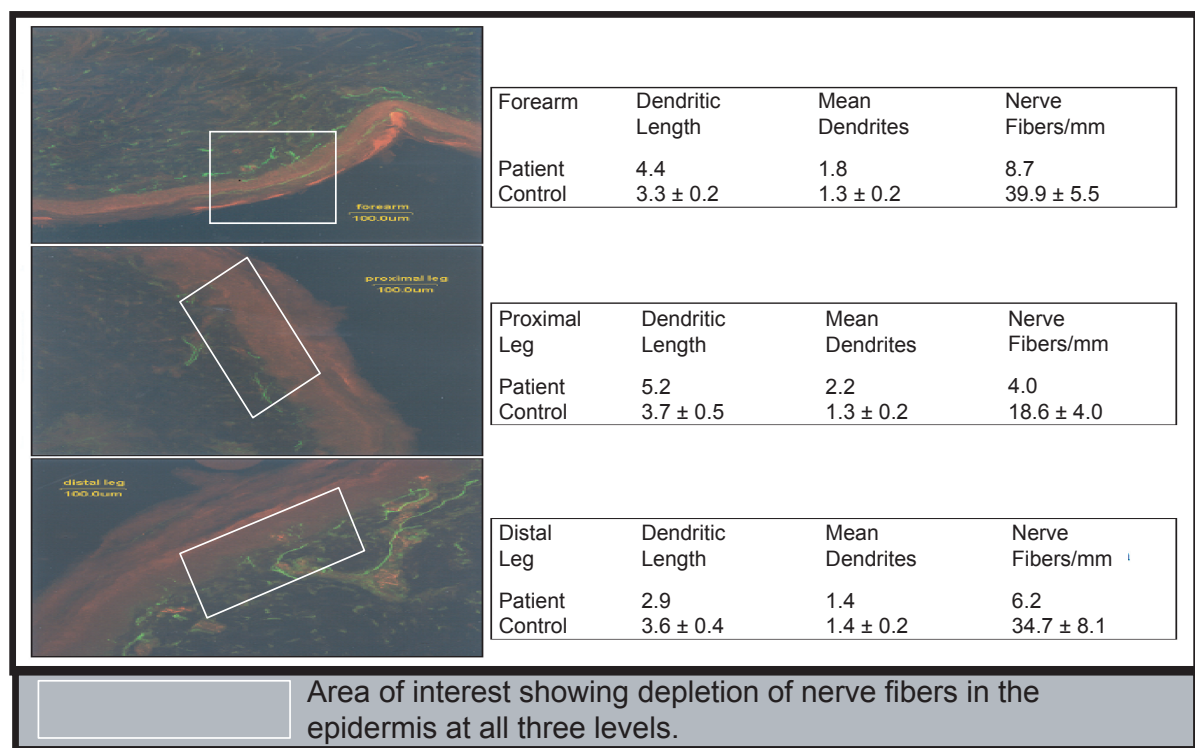 forearm
100.0um
Forearm Dendritic Mean Nerve
Length Dendrites Fibers/mm
Patient 4.4 1.8 8.7
Control 3.3 ± 0.2 1.3 ± 0.2 39.9 ± 5.5
proximal leg
100.0um
Proximal Dendritic Mean Nerve
Leg Length Dendrites Fibers/mm
Patient 5.2 2.2 4.0
Control 3.7 ± 0.5 1.3 ± 0.2 18.6 ± 4.0
distal leg
100.0um
Distal Dendritic Mean Nerve
Leg Length Dendrites Fibers/mm
Patient 2.9 1.4 6.2
Control 3.6 ± 0.4 1.4 ± 0.2 34.7 ± 8.1
Area of interest showing depletion of nerve fibers in the
epidermis at all three levels.